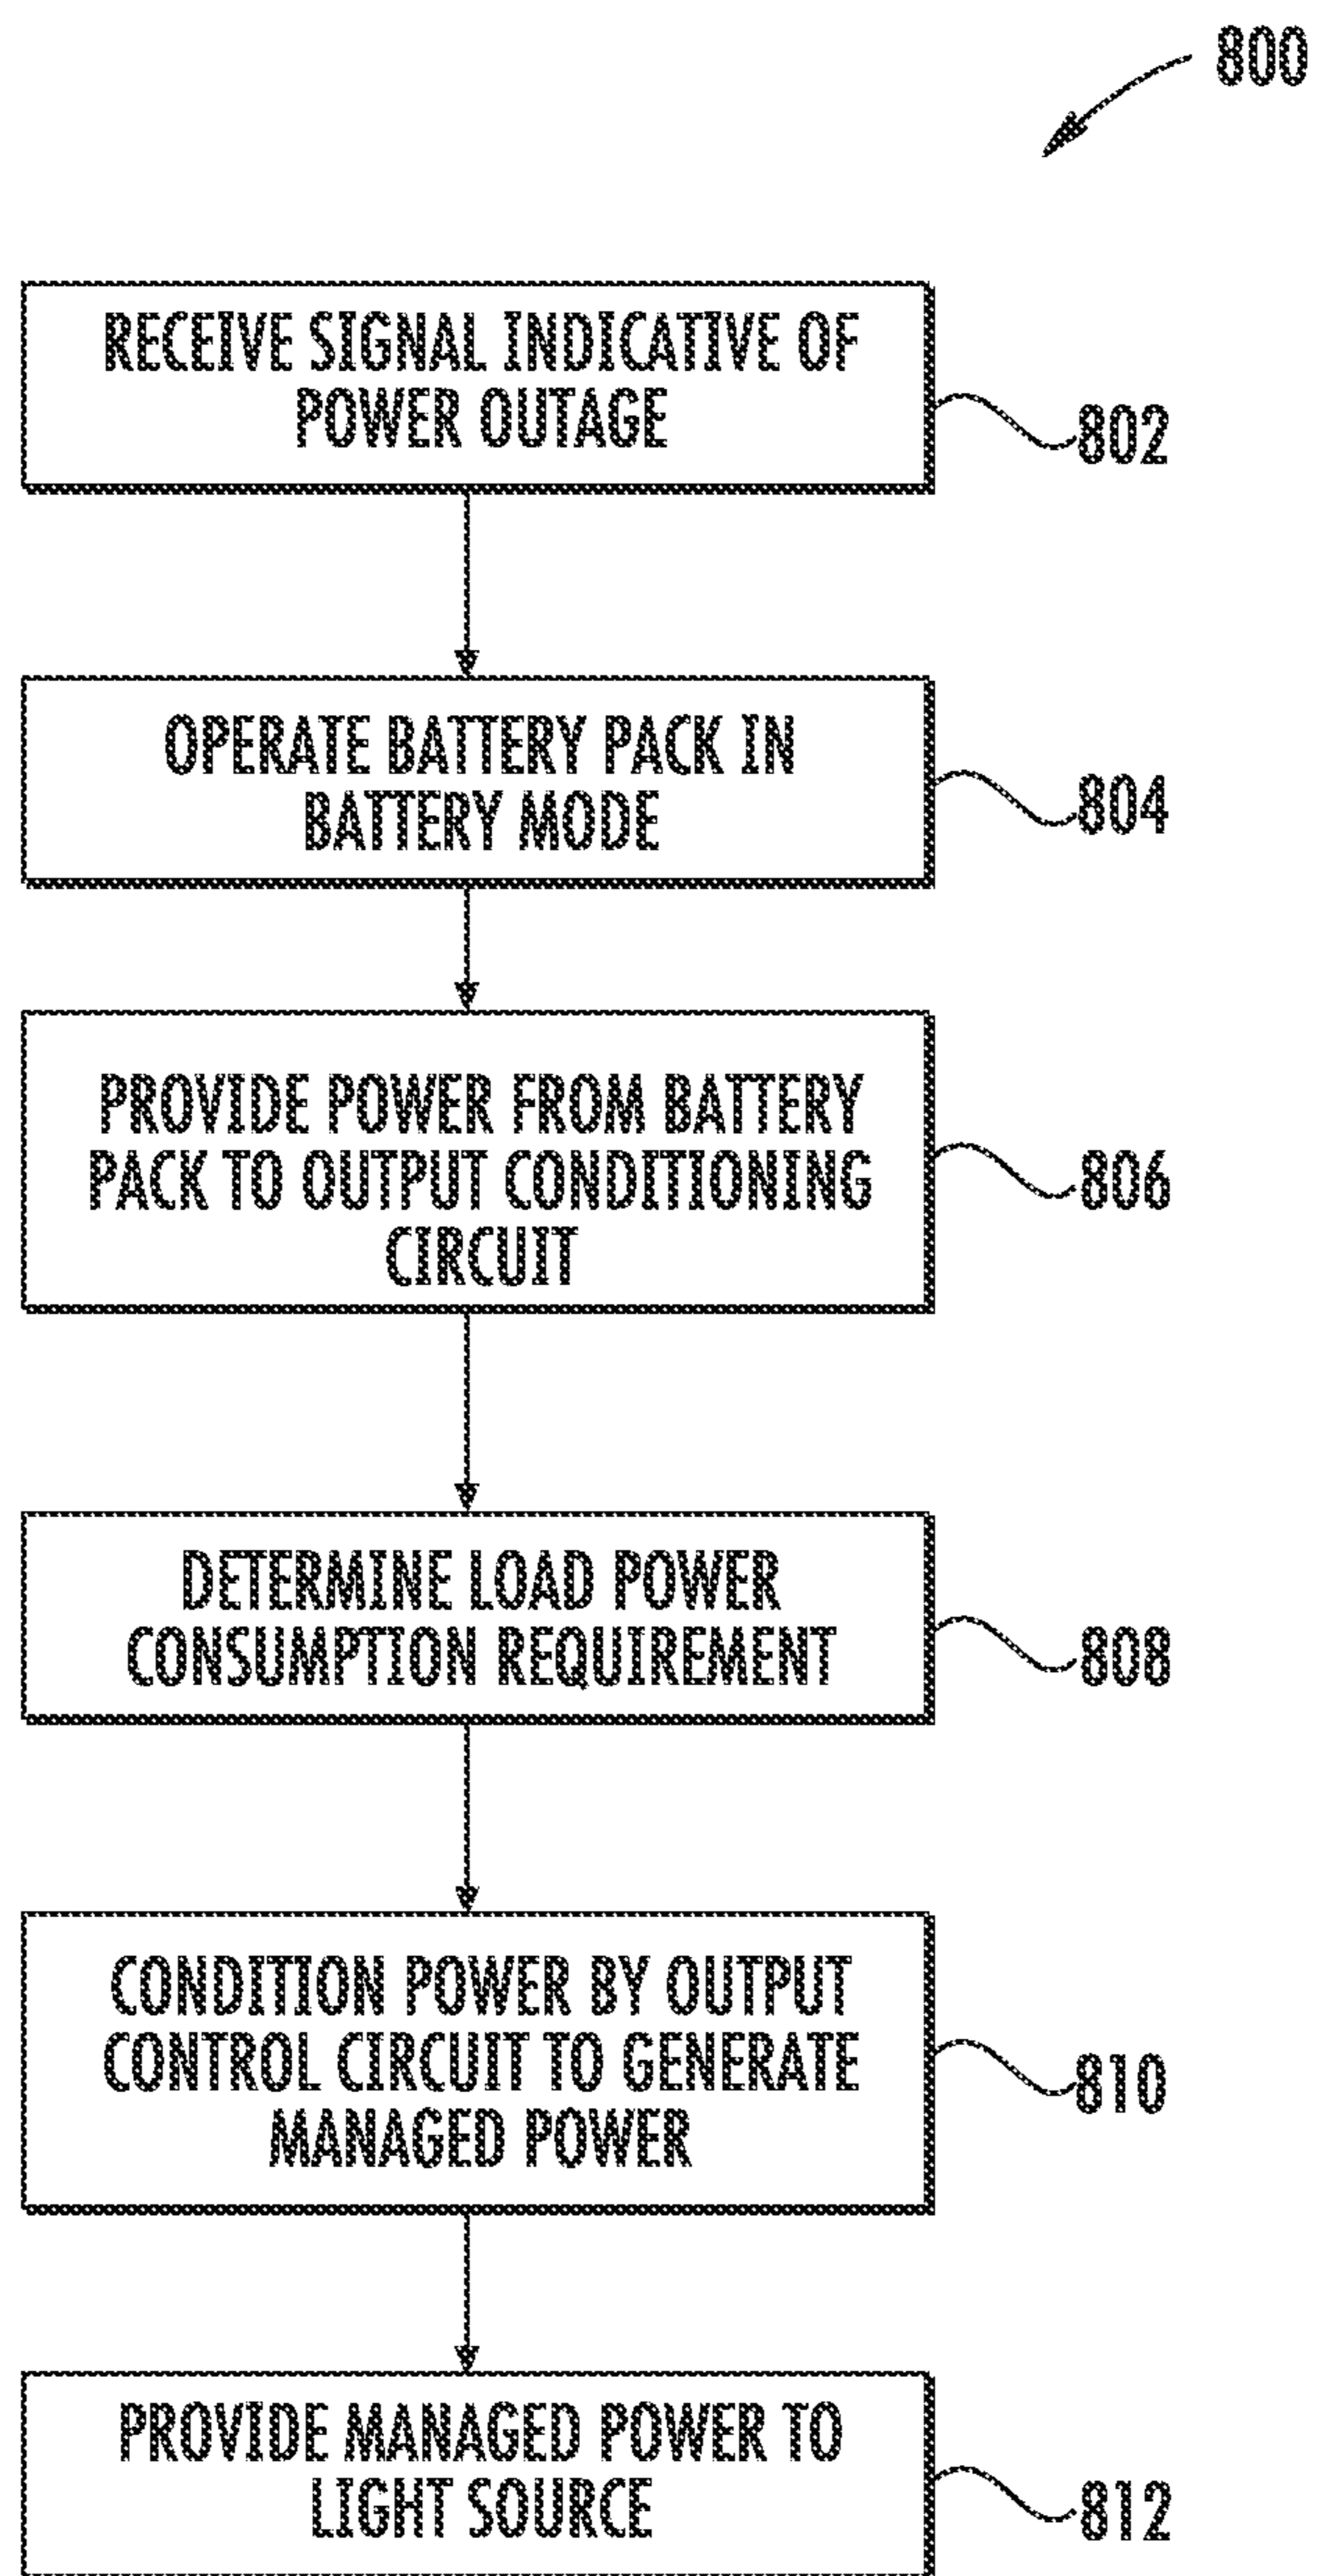 800
RECEIVE SIGNAL INDICATIVE OF
POWER OUTAGE
802
OPERATE BATTERY PACK IN
BATTERY MODE
804
PROVIDE POWER FROM BATTERY
PACK TO OUTPUT CONDITIONING
CIRCUIT
806
DETERMINE LOAD POWER
CONSUMPTION REQUIREMENT
808
CONDITION POWER BY OUTPUT
CONTROL CIRCUIT TO GENERATE
MANAGED POWER
810
PROVIDE MANAGED POWER TO
LIGHT SOURCE
812